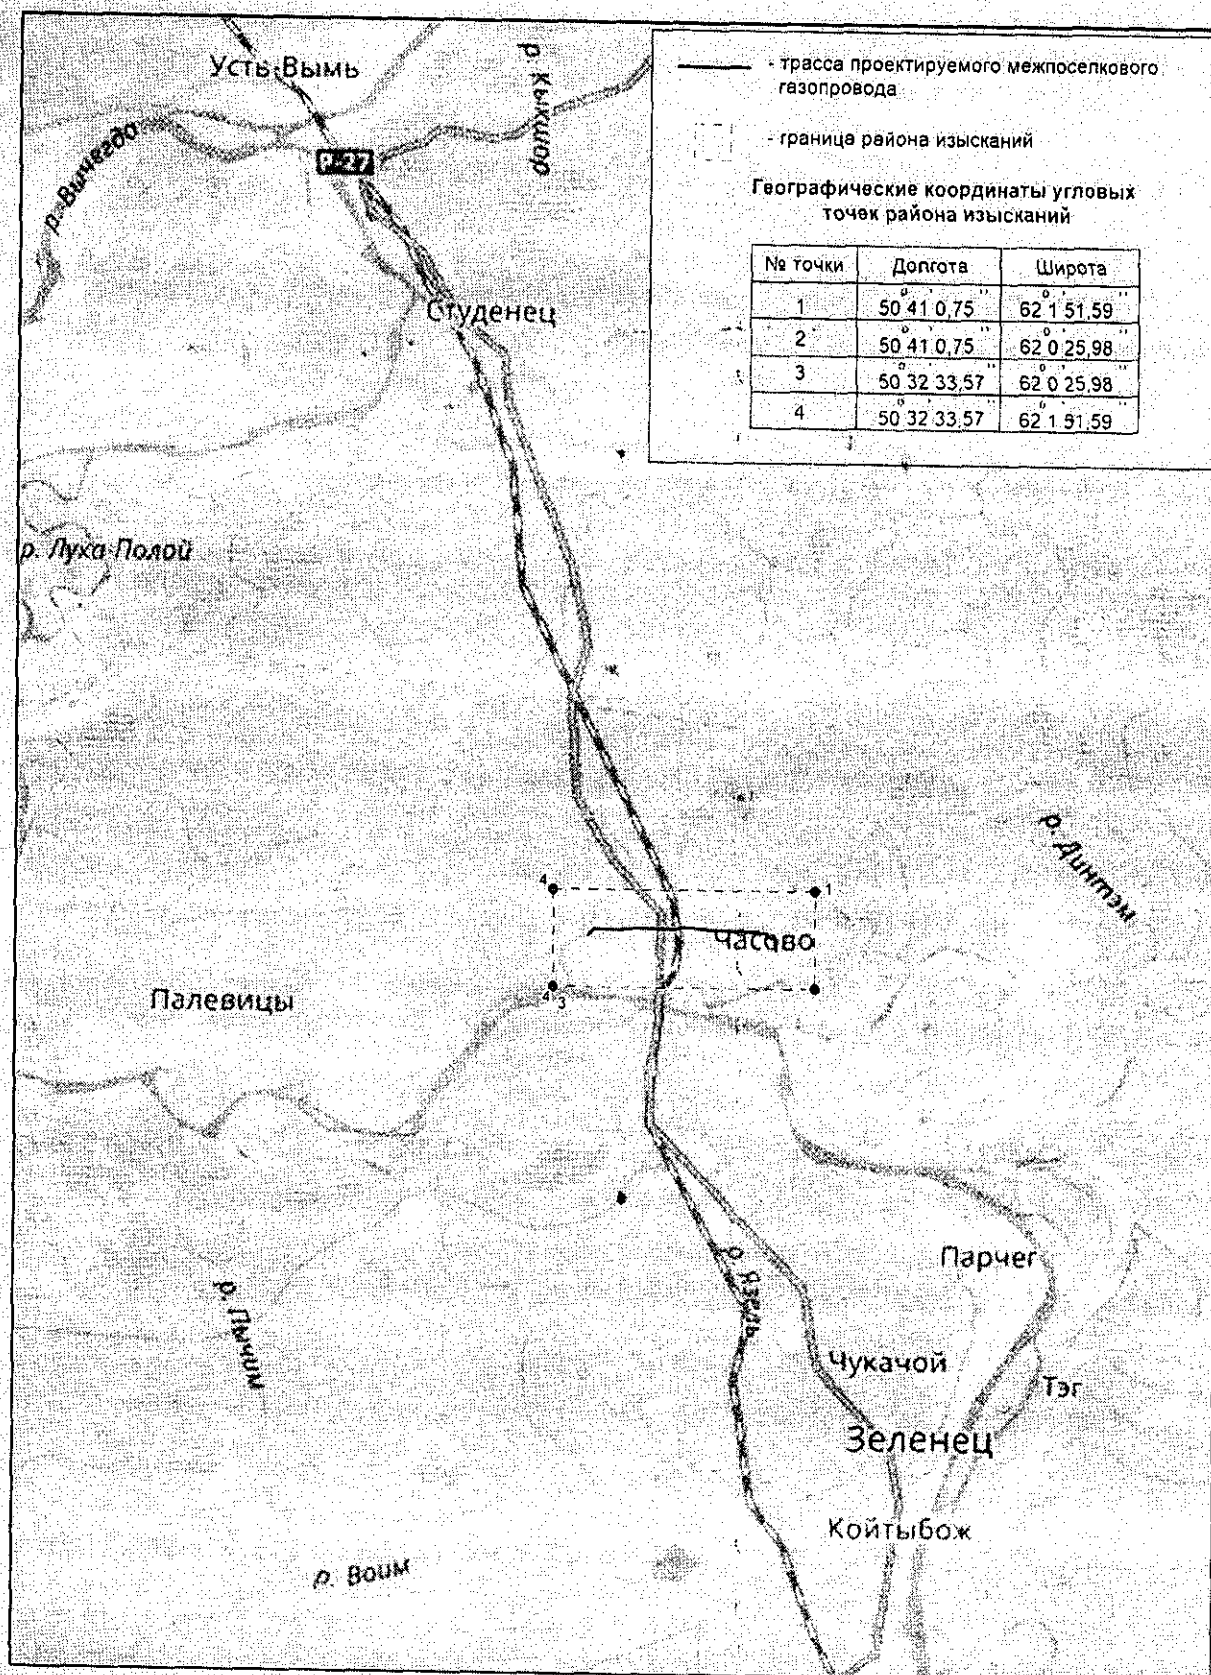 Усть-Вымь
р. Кыкшор
р. Вычегда
Р-27
Студенец
- трасса проектируемого межпоселкового
газопровода
- граница района изысканий
Географические координаты угловых
точек района изысканий
№ точки Долгота Широта
1 50°41'0,75" 62°1'51,59"
2 50°41'0,75" 62°0'25,98"
3 50°32'33,57" 62°0'25,98"
4 50°32'33,57" 62°1'51,59"
р. Луха Полой
р. Динтэм
4 1
Часово
4 3
Палевицы
р. Язель
Парчег
р. Пычим
Чукачой
Тэг
Зеленец
Койтыбож
р. Воим